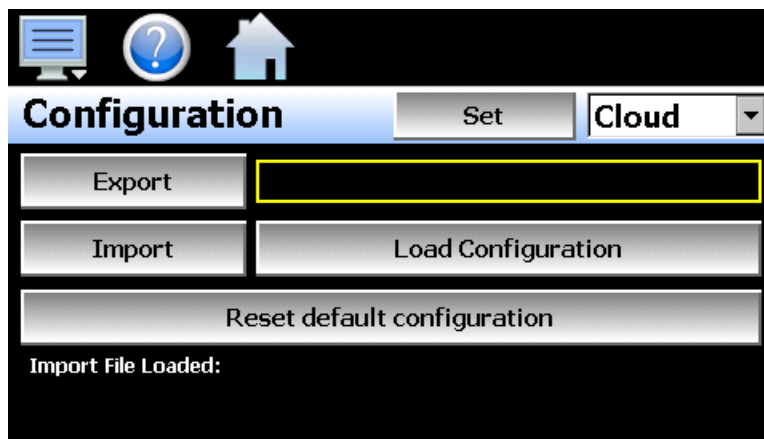 ?
Configuration
Set
Cloud
Export
Import
Load Configuration
Reset default configuration
Import File Loaded: